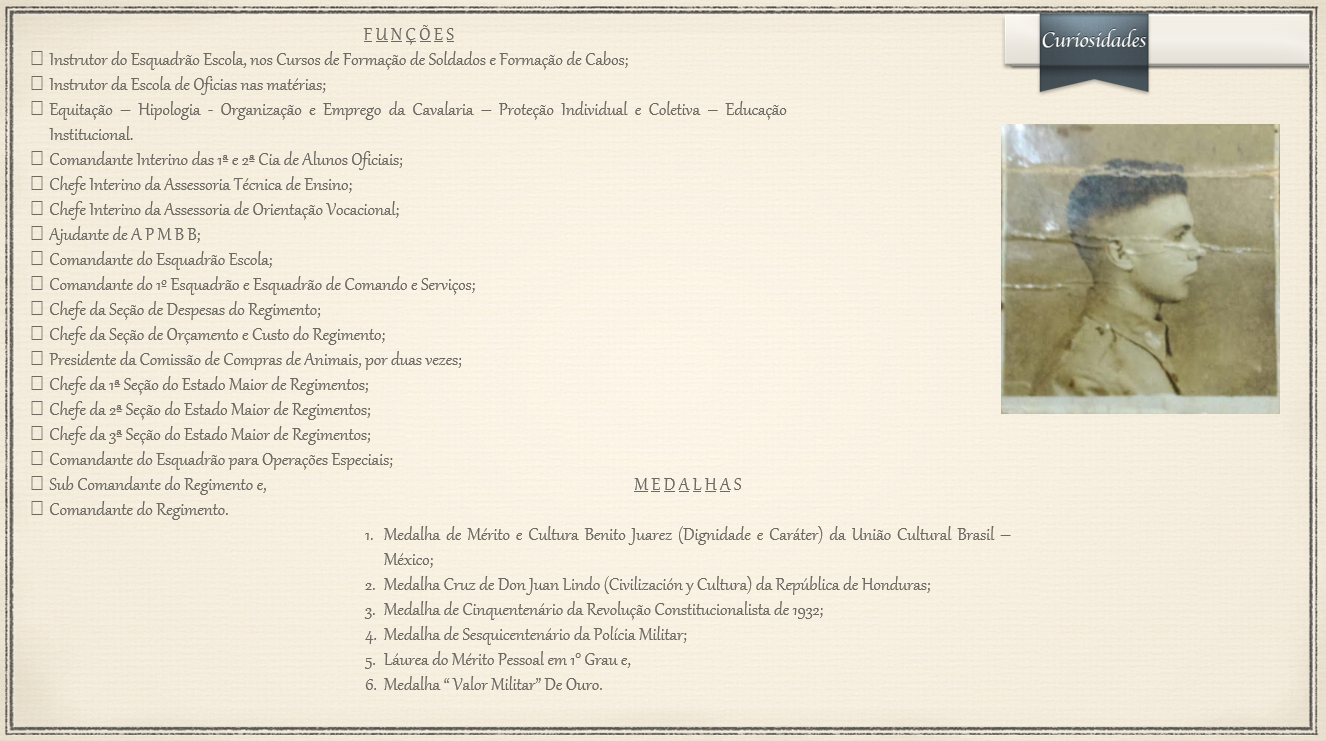 FUNÇÕES
Curiosidades
☐ Instrutor do Esquadrão Escola, nos Cursos de Formação de Soldados e Formação de Cabos;
☐ Instrutor da Escola de Oficias nas matérias;
☐ Equitação – Hipologia - Organização e Emprego da Cavalaria – Proteção Individual e Coletiva – Educação
Institucional.
☐ Comandante Interino das 1ª e 2ª Cia de Alunos Oficiais;
☐ Chefe Interino da Assessoria Técnica de Ensino;
☐ Chefe Interino da Assessoria de Orientação Vocacional;
☐ Ajudante de A P M B B;
☐ Comandante do Esquadrão Escola;
☐ Comandante do 1º Esquadrão e Esquadrão de Comando e Serviços;
☐ Chefe da Seção de Despesas do Regimento;
☐ Chefe da Seção de Orçamento e Custo do Regimento;
☐ Presidente da Comissão de Compras de Animais, por duas vezes;
☐ Chefe da 1ª Seção do Estado Maior de Regimentos;
☐ Chefe da 2ª Seção do Estado Maior de Regimentos;
☐ Chefe da 3ª Seção do Estado Maior de Regimentos;
☐ Comandante do Esquadrão para Operações Especiais;
☐ Sub Comandante do Regimento e,
☐ Comandante do Regimento.
MEDALHAS
1. Medalha de Mérito e Cultura Benito Juarez (Dignidade e Caráter) da União Cultural Brasil –
México;
2. Medalha Cruz de Don Juan Lindo (Civilización y Cultura) da República de Honduras;
3. Medalha de Cinquentenário da Revolução Constitucionalista de 1932;
4. Medalha de Sesquicentenário da Polícia Militar;
5. Láurea do Mérito Pessoal em 1° Grau e,
6. Medalha “ Valor Militar” De Ouro.